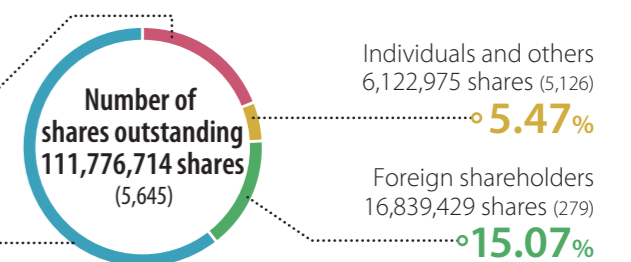 Number of
shares outstanding
111,776,714 shares
(5,645)
Individuals and others
6,122,975 shares (5,126)
5.47%
Foreign shareholders
16,839,429 shares (279)
15.07%